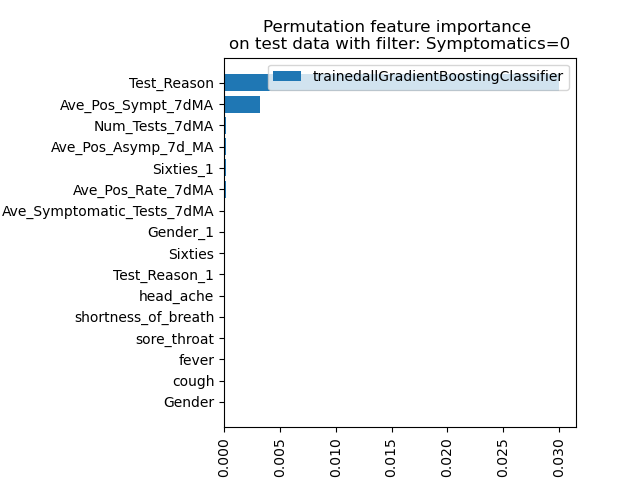 Permutation feature importance
on test data with filter: Symptomatics=0
trainedallGradientBoostingClassifier
Test_Reason
Ave_Pos_Sympt_7dMA
Num_Tests_7dMA
Ave_Pos_Asymp_7d_MA
Sixties_1
Ave_Pos_Rate_7dMA
Ave_Symptomatic_Tests_7dMA
Gender_1
Sixties
Test_Reason_1
head_ache
shortness_of_breath
sore_throat
fever
cough
Gender
0.000
0.005
0.010
0.015
0.020
0.025
0.030